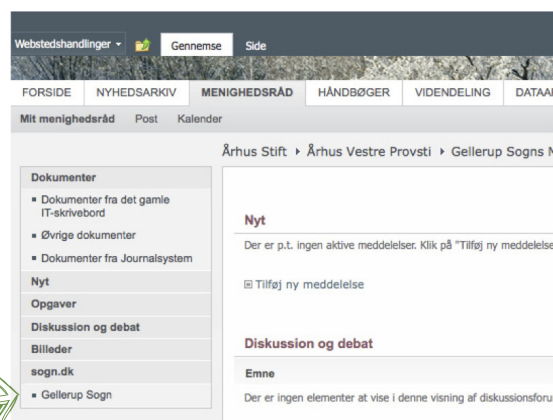 Webstedshandlinger Gennemse Side
FORSIDE NYHEDSARKIV MENIGHEDSRÅD HÅNDBØGER VIDENDELING
Mit menighedsråd Post Kalender
Århus Stift Århus Vestre Provsti Gellerup Sogns
Dokumenter
Dokumenter fra det gamle
IT-skrivebord
Øvrige dokumenter
Dokumenter fra Journalsystem
Nyt
Opgaver
Diskussion og debat
Billeder
sogn.dk
Gellerup Sogn
Nyt
Der er p.t. ingen aktive meddelelser. Klik på "Tilføj ny meddelelse
Tilføj ny meddelelse
Diskussion og debat
Emne
Der er ingen elementer at vise i denne visning af diskussionsforu